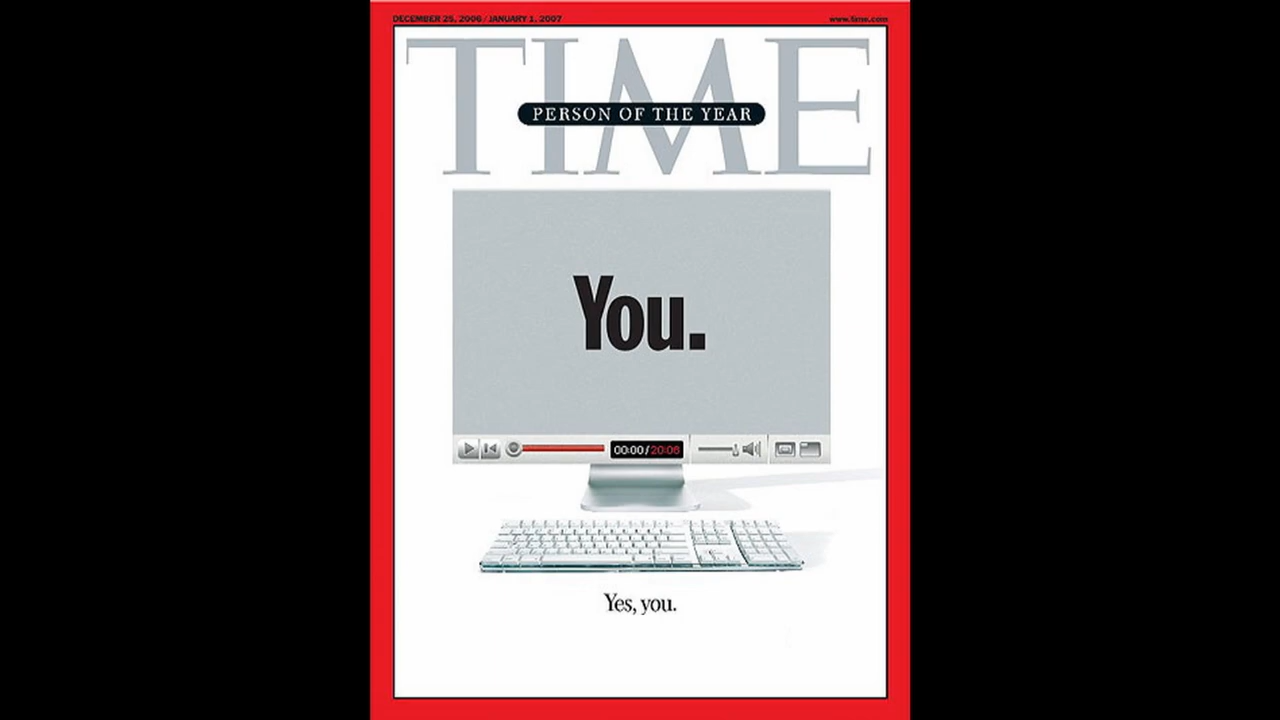 DECEMBER 25, 2006 / JANUARY 1, 2007
www.time.com
TIME
PERSON OF THE YEAR
You.
00:00/20:06
Yes, you.